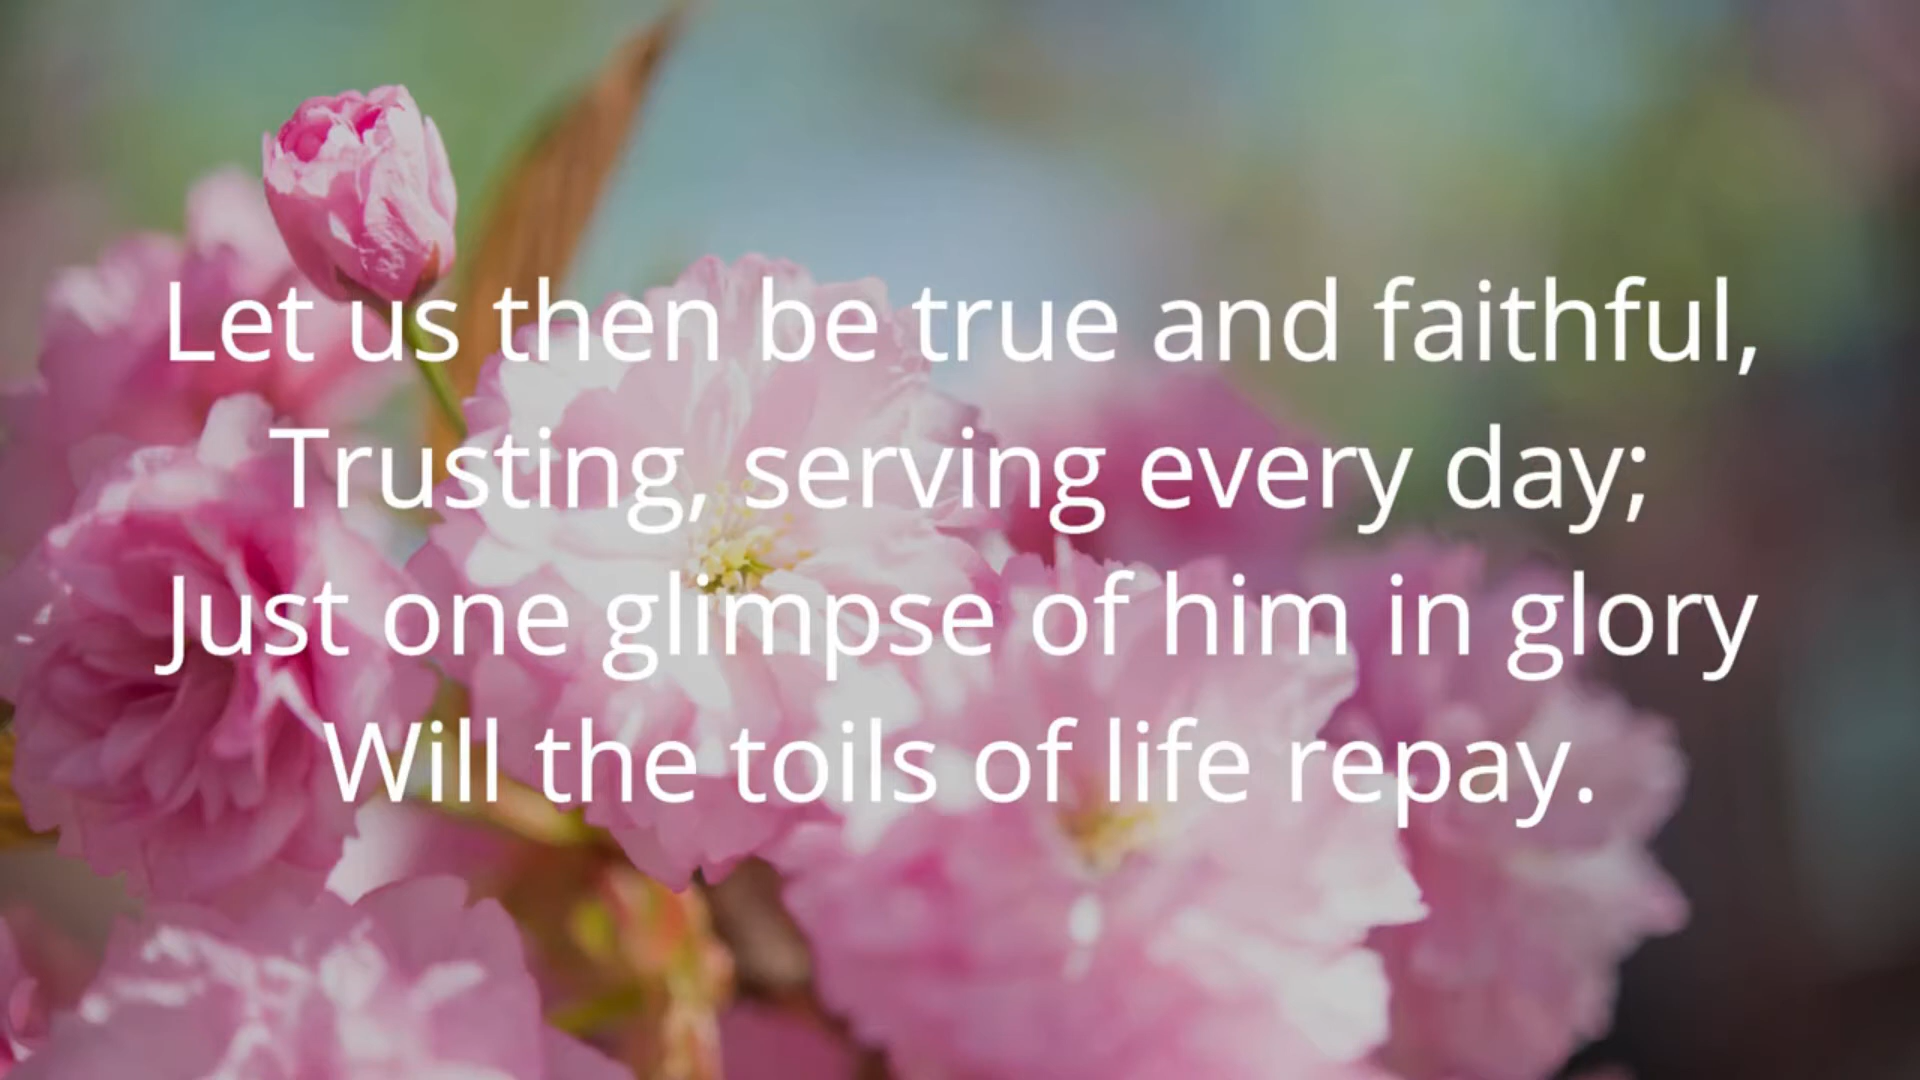 Let us then be true and faithful,
Trusting, serving every day;
Just one glimpse of him in glory
Will the toils of life repay.